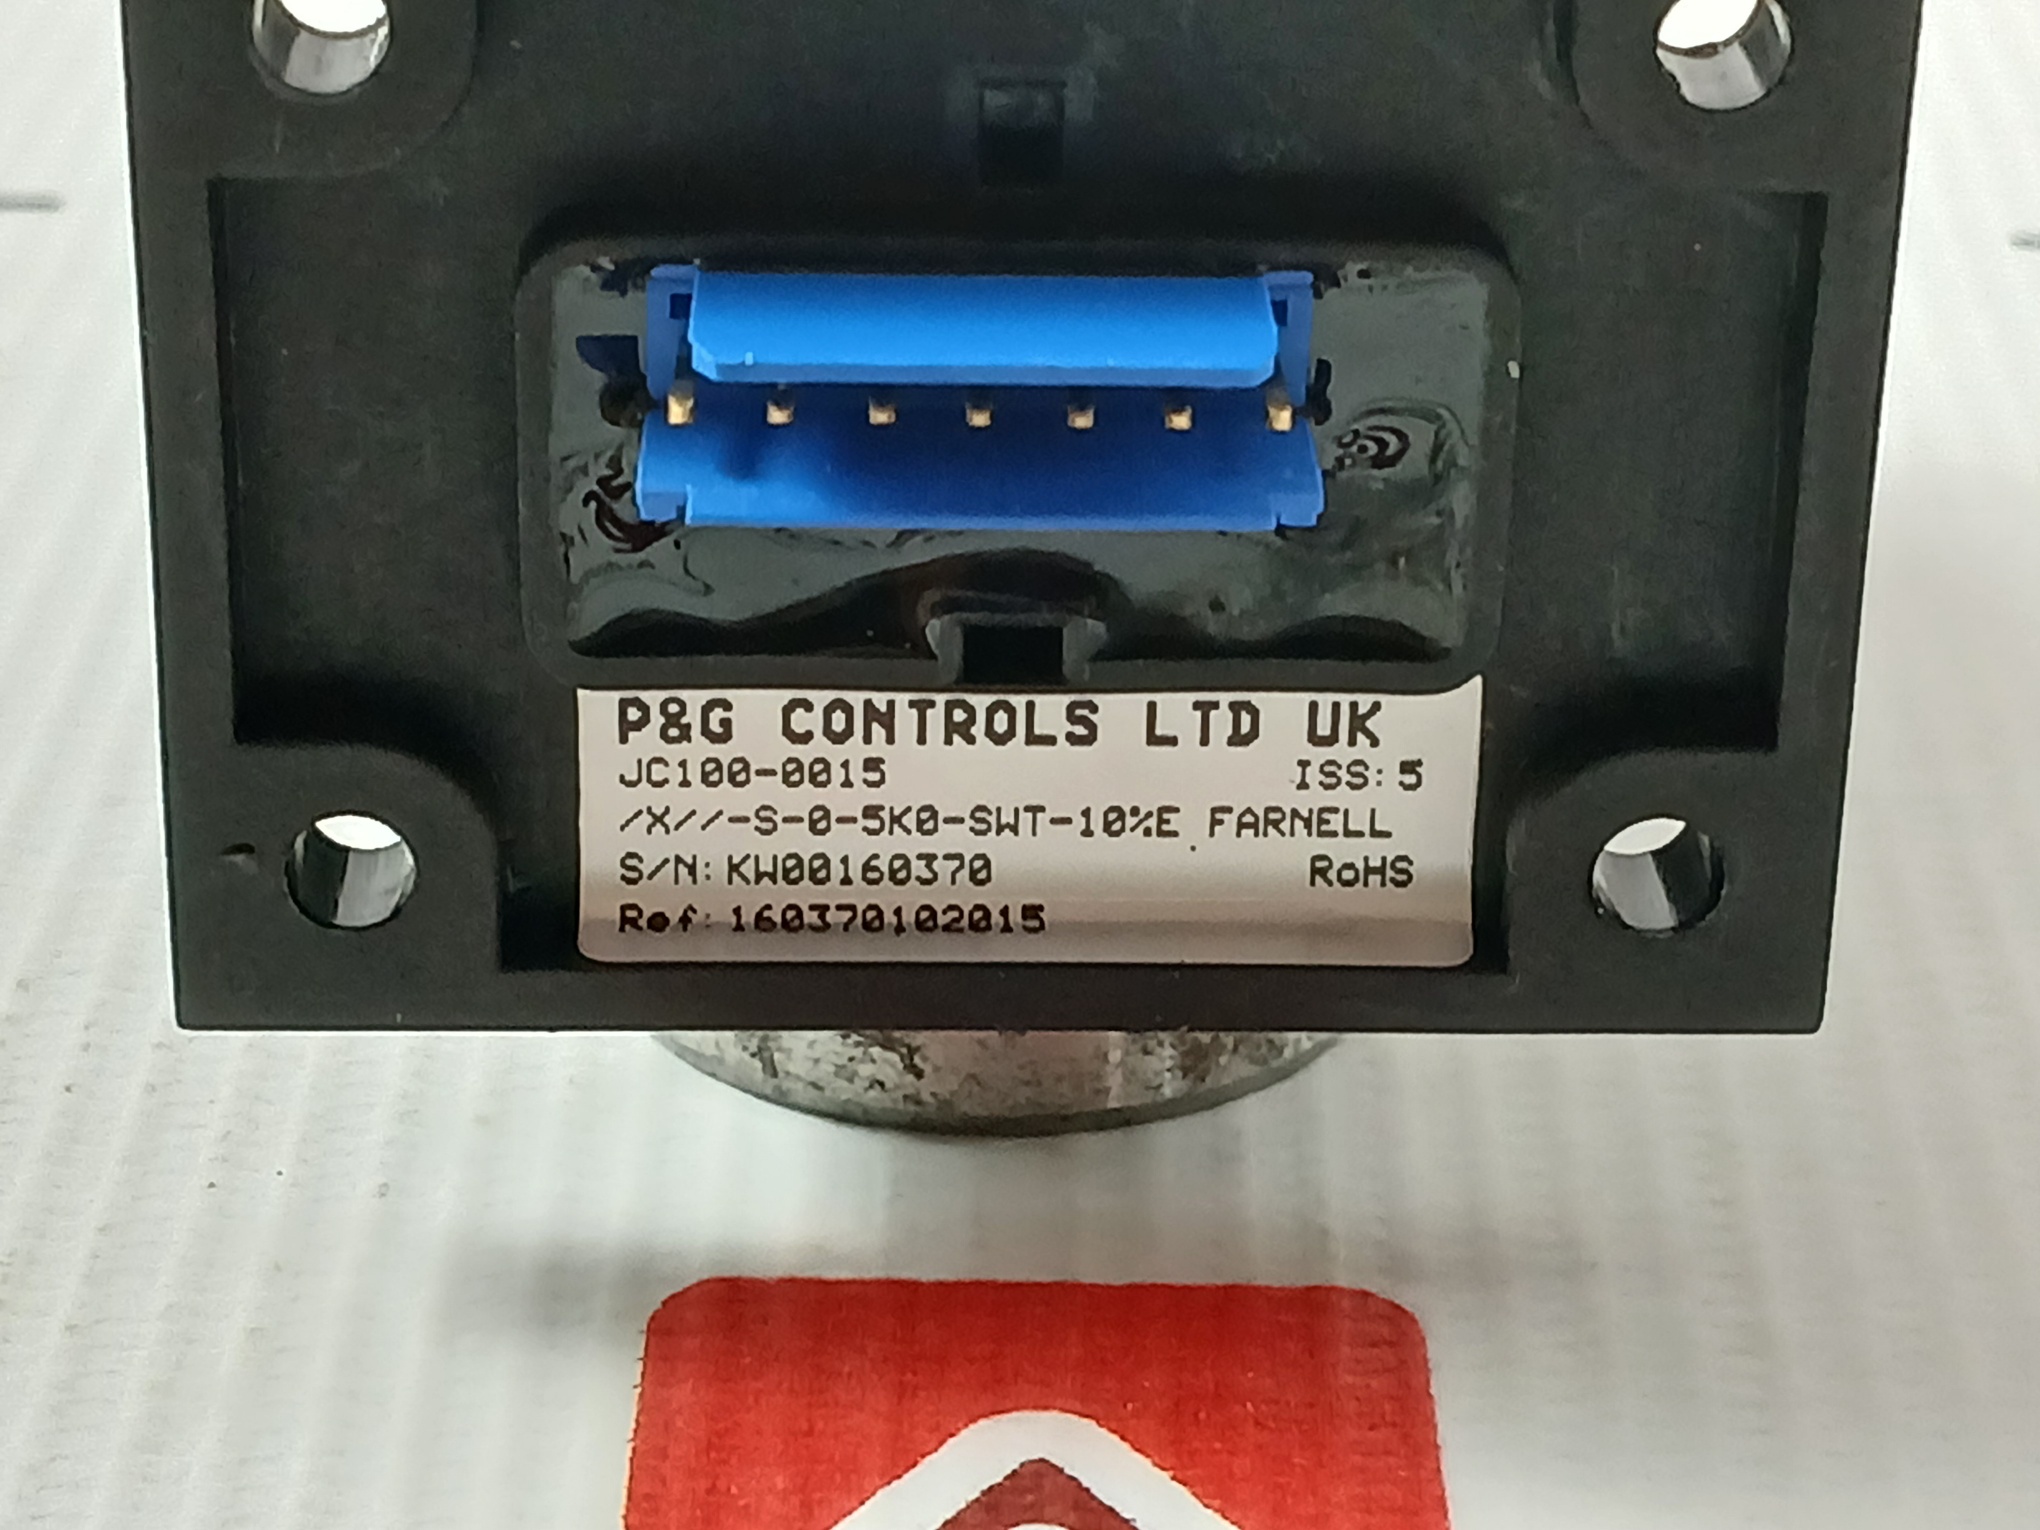 P&G CONTROLS LTD UK
JC100-0015 ISS: 5
/X//-S-0-5K0-SWT-10%E FARNELL
S/N: KW00160370 RoHS
Ref: 160370102015